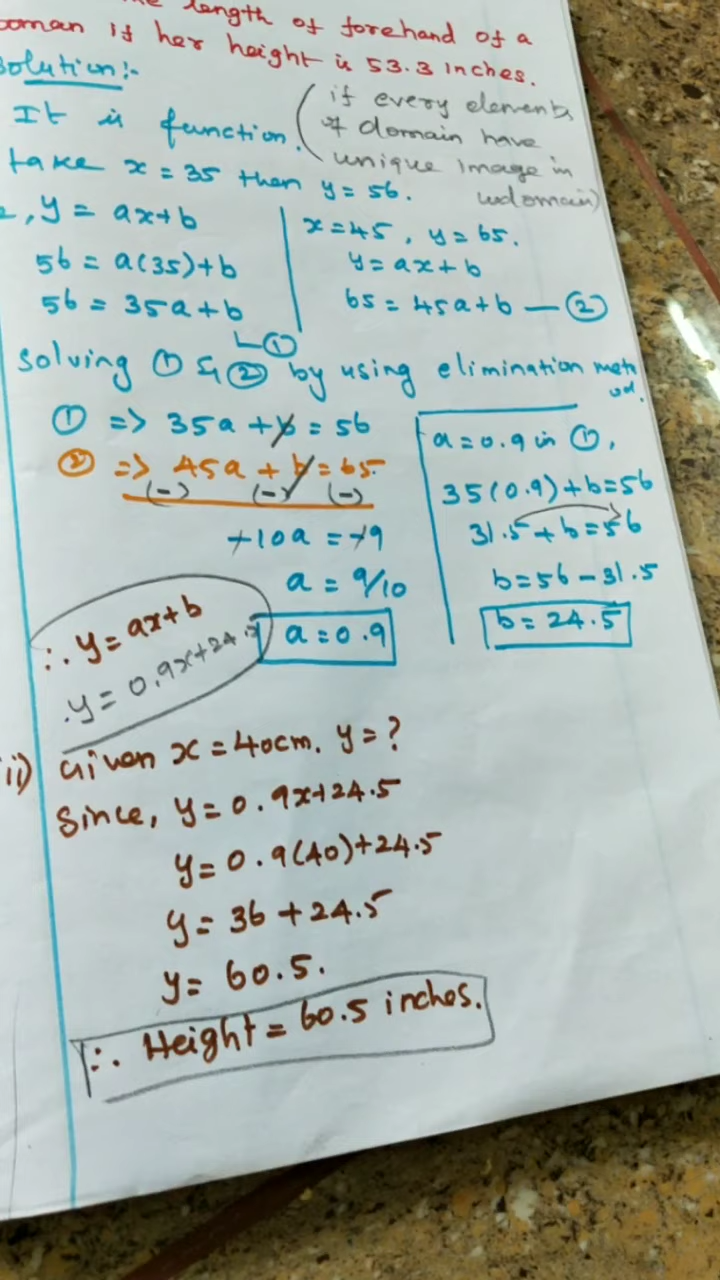 length of forehand of a
woman if her height is 53.3 inches.
Solution:-
It is function. (if every elements
of domain have
unique image in
codomain)
take x = 35 then y = 56.
y = ax+b
56 = a(35)+b
56 = 35a+b
①
x=45, y=65.
y=ax+b
65=45a+b — ②
Solving ① & ② by using elimination meth
od.
① => 35a + b = 56
② => 45a + b = 65
(-) (-) (-)
+10a = +9
a = 9/10
a = 0.9
a=0.9 in ①,
35(0.9)+b=56
31.5+b=56
b=56-31.5
b=24.5
∴ y=ax+b
.y= 0.9x+24.5
ii) Given x = 40cm. y=?
Since, y=0.9x+24.5
y=0.9(40)+24.5
y= 36 +24.5
y= 60.5.
∴ Height = 60.5 inches.